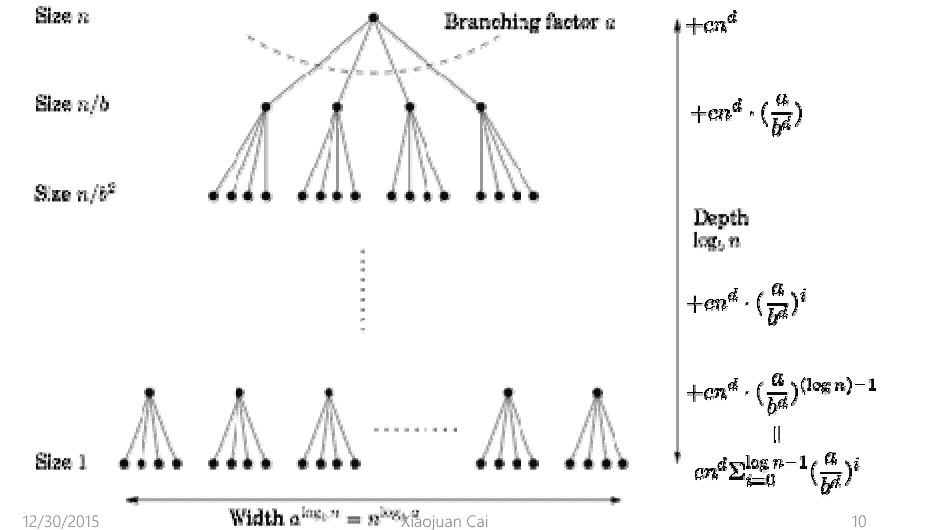 Size n
Branching factor a
+cn^d
Size n/b
+cn^d · (a/b^d)
Size n/b^2
Depth
log_b n
+cn^d · (a/b^d)^i
+cn^d · (a/b^d)^{(log n)−1}
||
Size 1
cn^d Σ_{i=0}^{log n−1} (a/b^d)^i
Width a^{log_b n} = n^{log_b a}
12/30/2015
Xiaojuan Cai
10